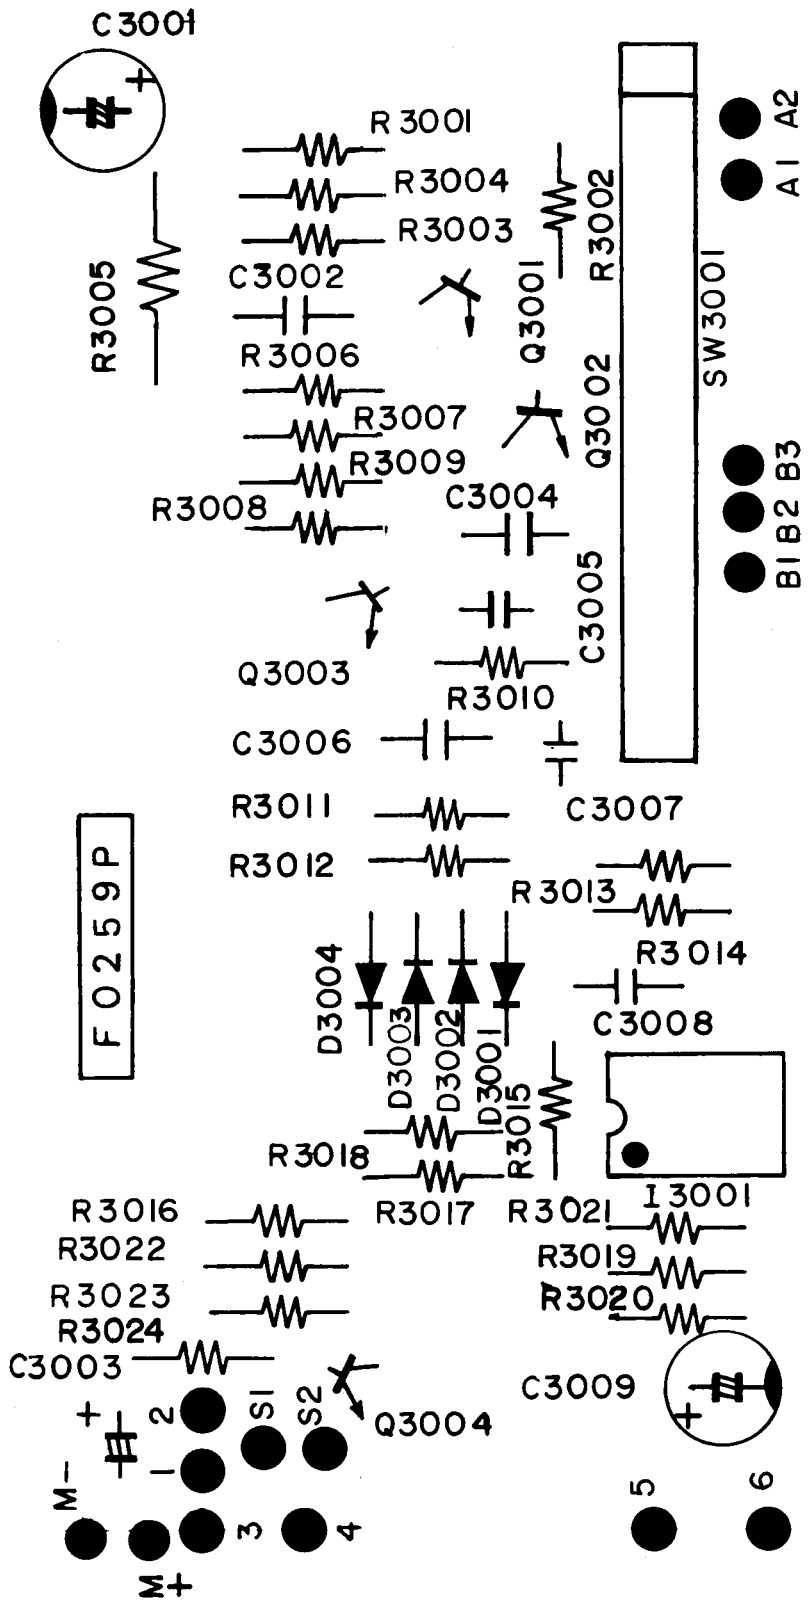 C3001
+
R3001
A2
A1
R3004
R3002
R3003
R3005
C3002
Q3001
SW3001
R3006
Q3002
R3007
R3009
B3
C3004
R3008
B2
B1
C3005
Q3003
R3010
C3006
C3007
R3011
R3012
F0259P
R3013
R3014
D3004
C3008
D3003
D3002
D3001
R3015
R3018
I3001
R3016
R3017
R3021
R3022
R3019
R3023
R3020
R3024
C3003
C3009
+
2
S1
S2
+
Q3004
1
M-
5
6
3
4
M+